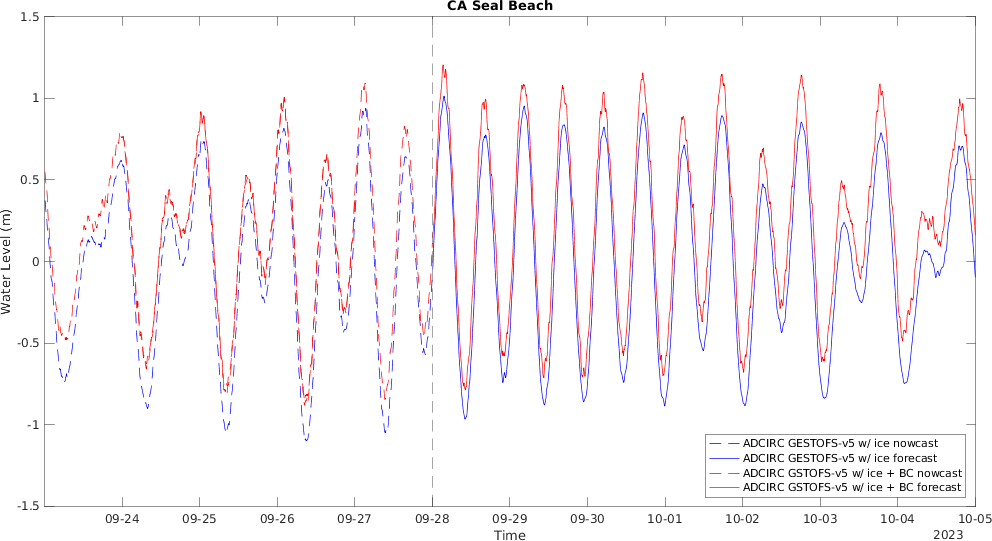 CA Seal Beach
1.5
1
0.5
0
-0.5
-1
-1.5
Water Level (m)
ADCIRC GESTOFS-v5 w/ ice nowcast
ADCIRC GESTOFS-v5 w/ ice forecast
ADCIRC GSTOFS-v5 w/ ice + BC nowcast
ADCIRC GSTOFS-v5 w/ ice + BC forecast
09-24 09-25 09-26 09-27 09-28 09-29 09-30 10-01 10-02 10-03 10-04 10-05
Time
2023